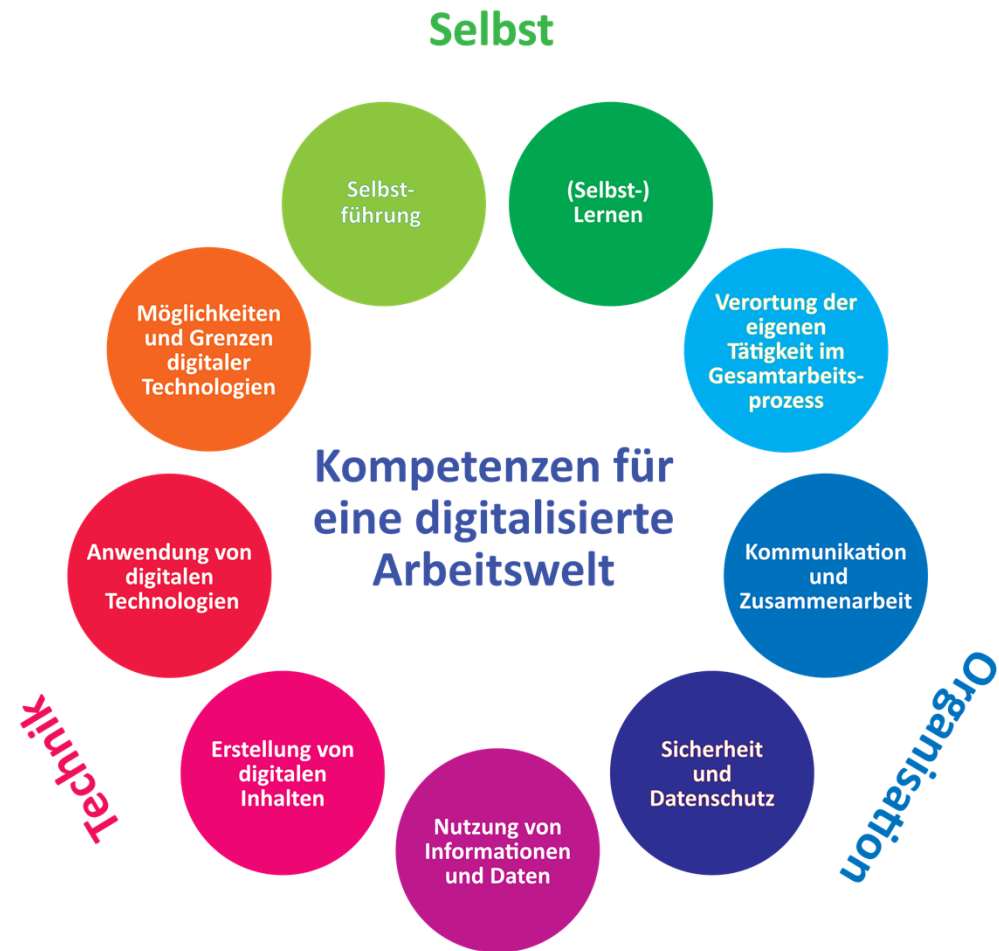 Selbst
Selbst-
führung
(Selbst-)
Lernen
Möglichkeiten
und Grenzen
digitaler
Technologien
Verortung der
eigenen
Tätigkeit im
Gesamtarbeits-
prozess
Kompetenzen für
eine digitalisierte
Arbeitswelt
Anwendung von
digitalen
Technologien
Kommunikation
und
Zusammenarbeit
Technik
Erstellung von
digitalen
Inhalten
Nutzung von
Informationen
und Daten
Sicherheit
und
Datenschutz
Organisation